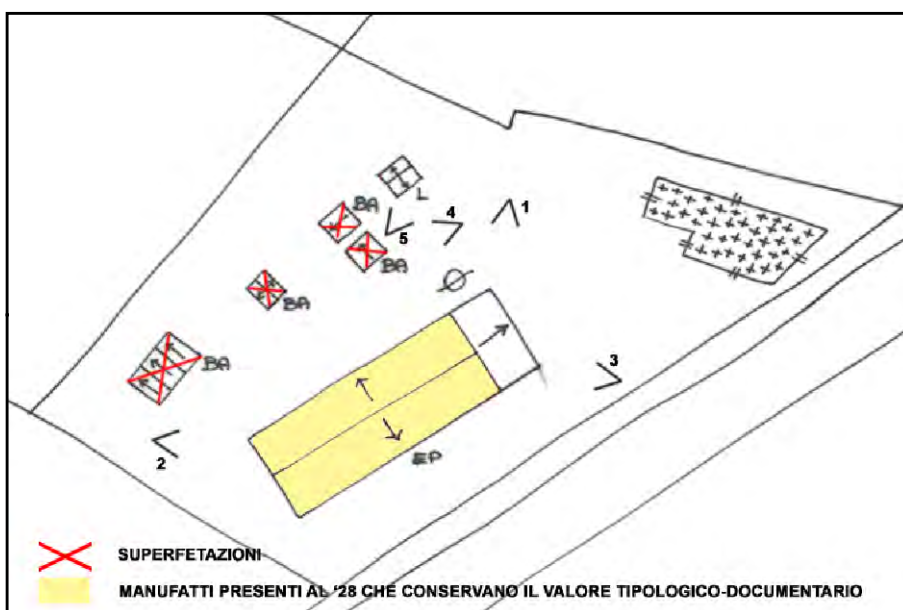 L
BA
1
4
5
BA
BA
3
BA
2
EP
SUPERFETAZIONI
MANUFATTI PRESENTI AL '28 CHE CONSERVANO IL VALORE TIPOLOGICO-DOCUMENTARIO